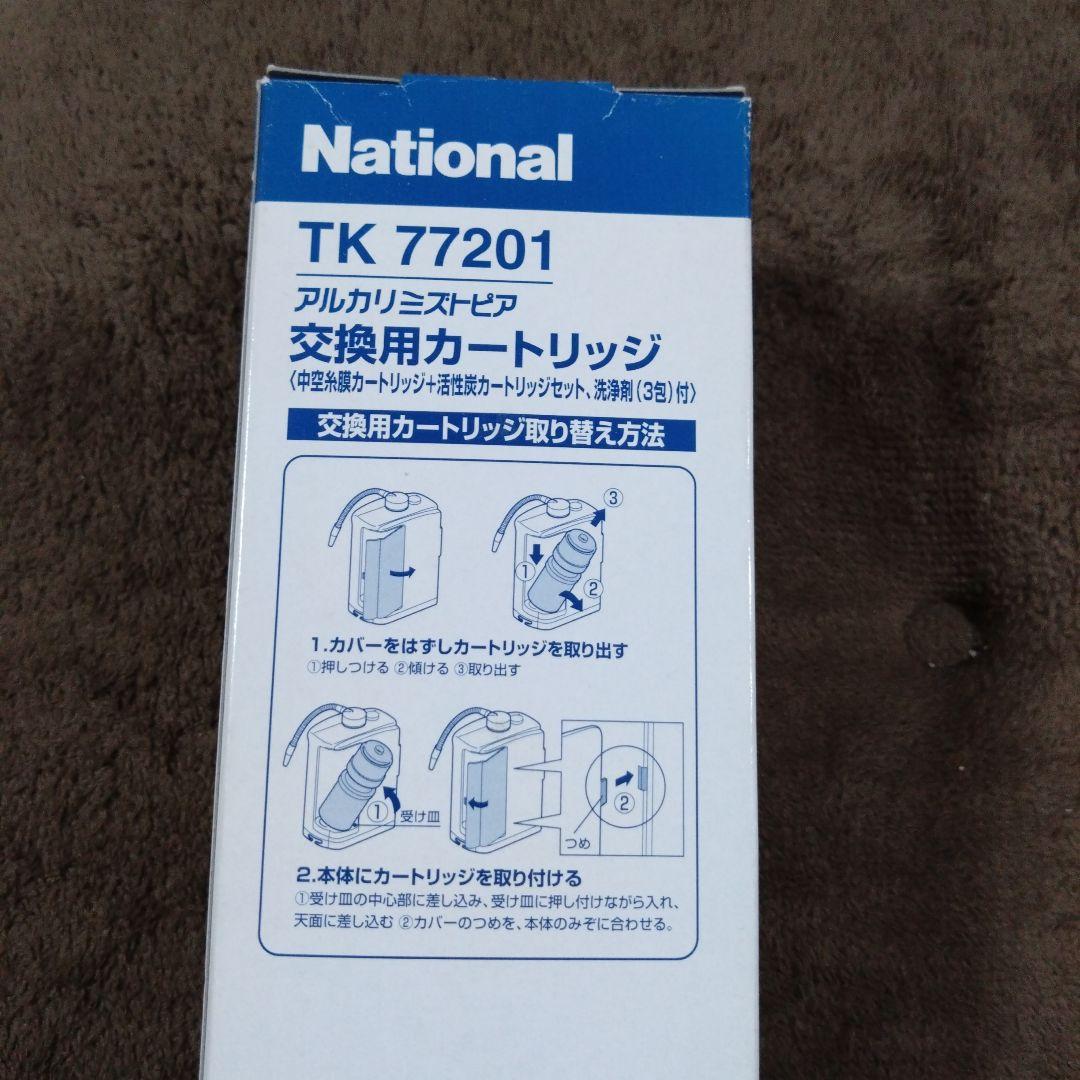 National
TK 77201
アルカリミズトピア
交換用カートリッジ
〈中空糸膜カートリッジ+活性炭カートリッジセット、洗浄剤(3包)付〉
交換用カートリッジ取り替え方法
③
①
②
1.カバーをはずしカートリッジを取り出す
①押しつける ②傾ける ③取り出す
①
受け皿
②
つめ
2.本体にカートリッジを取り付ける
①受け皿の中心部に差し込み、受け皿に押し付けながら入れ、
天面に差し込む ②カバーのつめを、本体のみぞに合わせる。